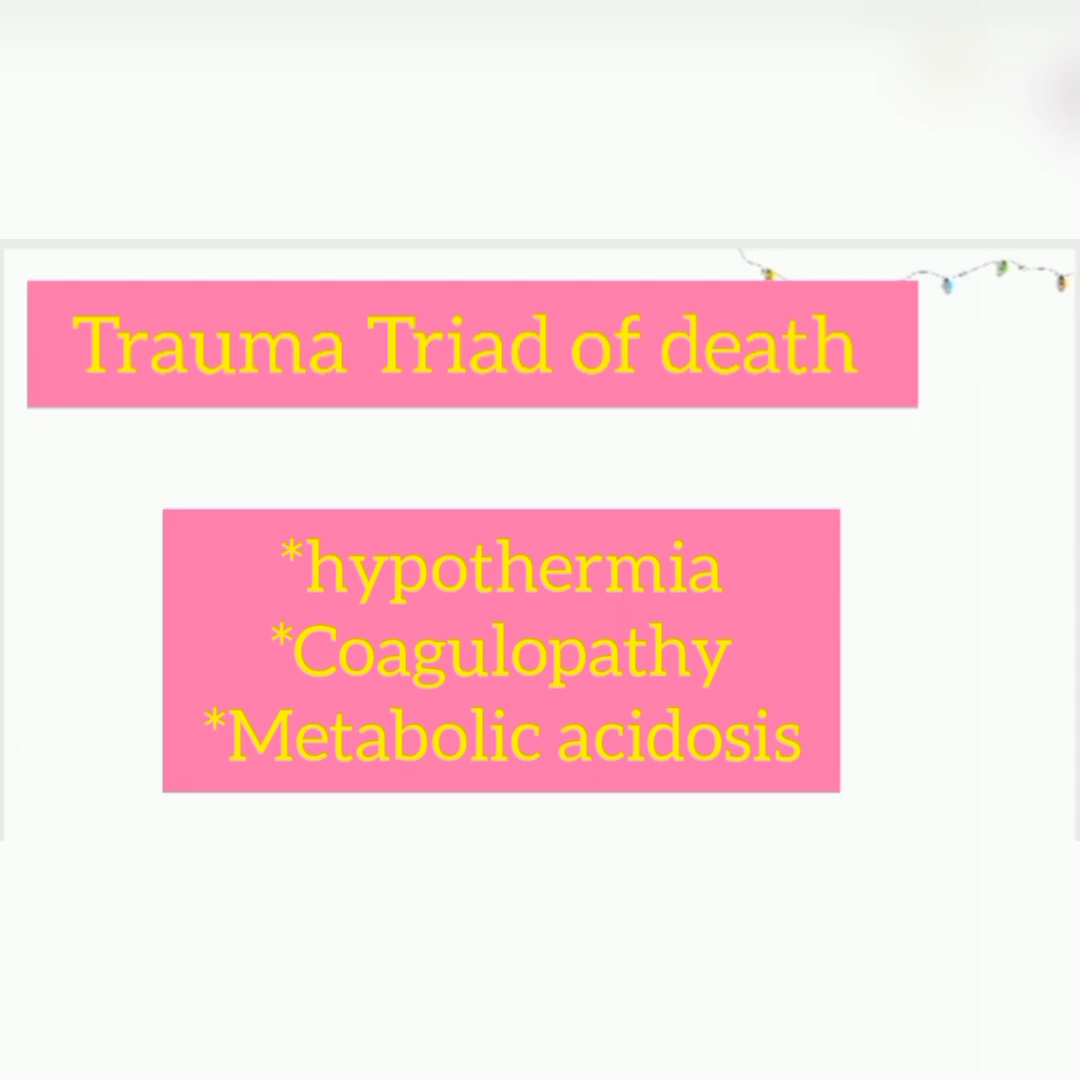 Trauma Triad of death
*hypothermia
*Coagulopathy
*Metabolic acidosis